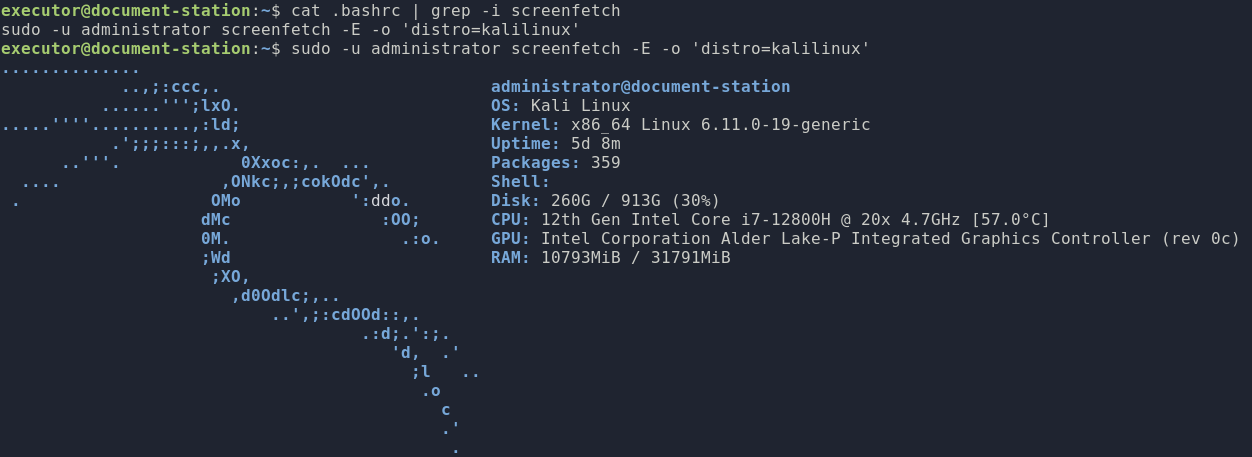 executor@document-station:~$ cat .bashrc | grep -i screenfetch
sudo -u administrator screenfetch -E -o 'distro=kalilinux'
executor@document-station:~$ sudo -u administrator screenfetch -E -o 'distro=kalilinux'
..............
            ..,;:ccc,.                           administrator@document-station
          ......''';lxO.                         OS: Kali Linux
.....''''..........,:ld;                         Kernel: x86_64 Linux 6.11.0-19-generic
           .';;;:::;,,.x,                        Uptime: 5d 8m
      ..'''.            0Xxoc:,.  ...            Packages: 359
  ....                ,ONkc;,;cokOdc',.          Shell:
 .                   OMo           ':ddo.        Disk: 260G / 913G (30%)
                    dMc               :OO;       CPU: 12th Gen Intel Core i7-12800H @ 20x 4.7GHz [57.0°C]
                    0M.                 .:o.     GPU: Intel Corporation Alder Lake-P Integrated Graphics Controller (rev 0c)
                    ;Wd                          RAM: 10793MiB / 31791MiB
                     ;XO,
                       ,d0Odlc;,..
                           ..',;:cdOOd::,.
                                    .:d;.':;.
                                       'd,  .'
                                         ;l   ..
                                          .o
                                            c
                                            .'
                                             .